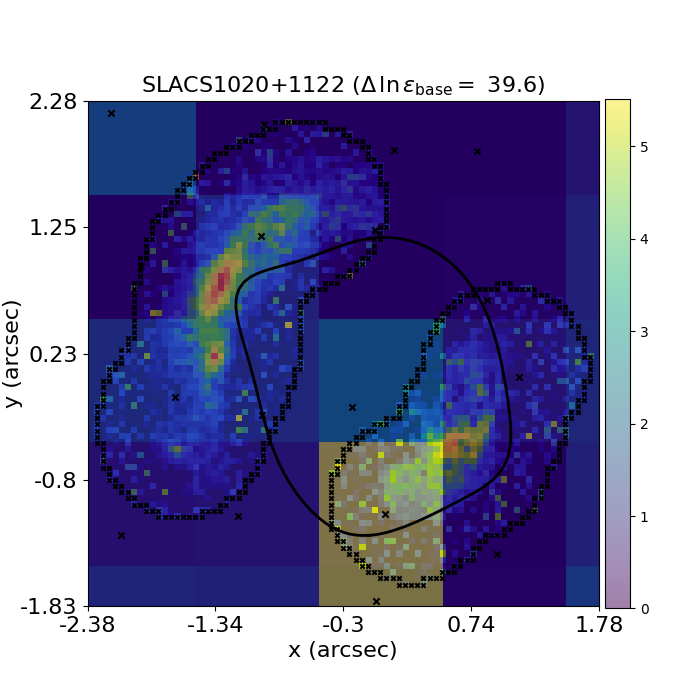 SLACS1020+1122 (Δ ln ε_base = 39.6)
2.28
1.25
0.23
-0.8
-1.83
y (arcsec)
-2.38 -1.34 -0.3 0.74 1.78
x (arcsec)
5
4
3
2
1
0